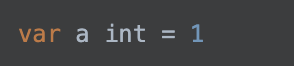 var a int = 1